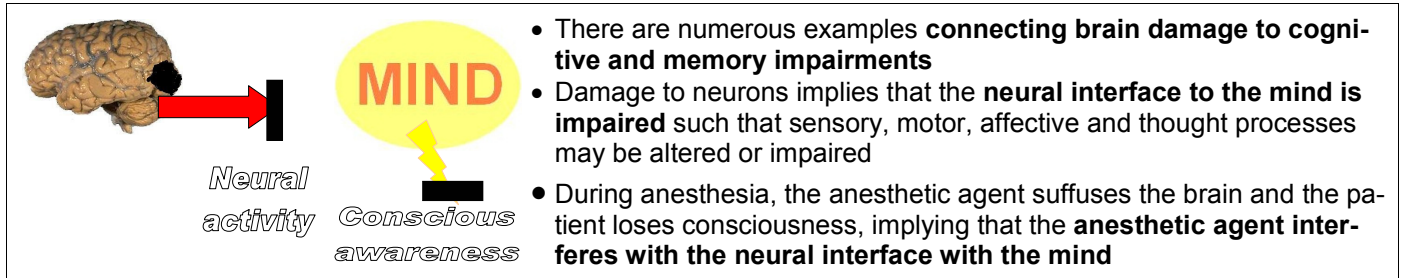 MIND
Neural
activity
Conscious
awareness
• There are numerous examples connecting brain damage to cogni-
tive and memory impairments
• Damage to neurons implies that the neural interface to the mind is
impaired such that sensory, motor, affective and thought processes
may be altered or impaired
• During anesthesia, the anesthetic agent suffuses the brain and the pa-
tient loses consciousness, implying that the anesthetic agent inter-
feres with the neural interface with the mind